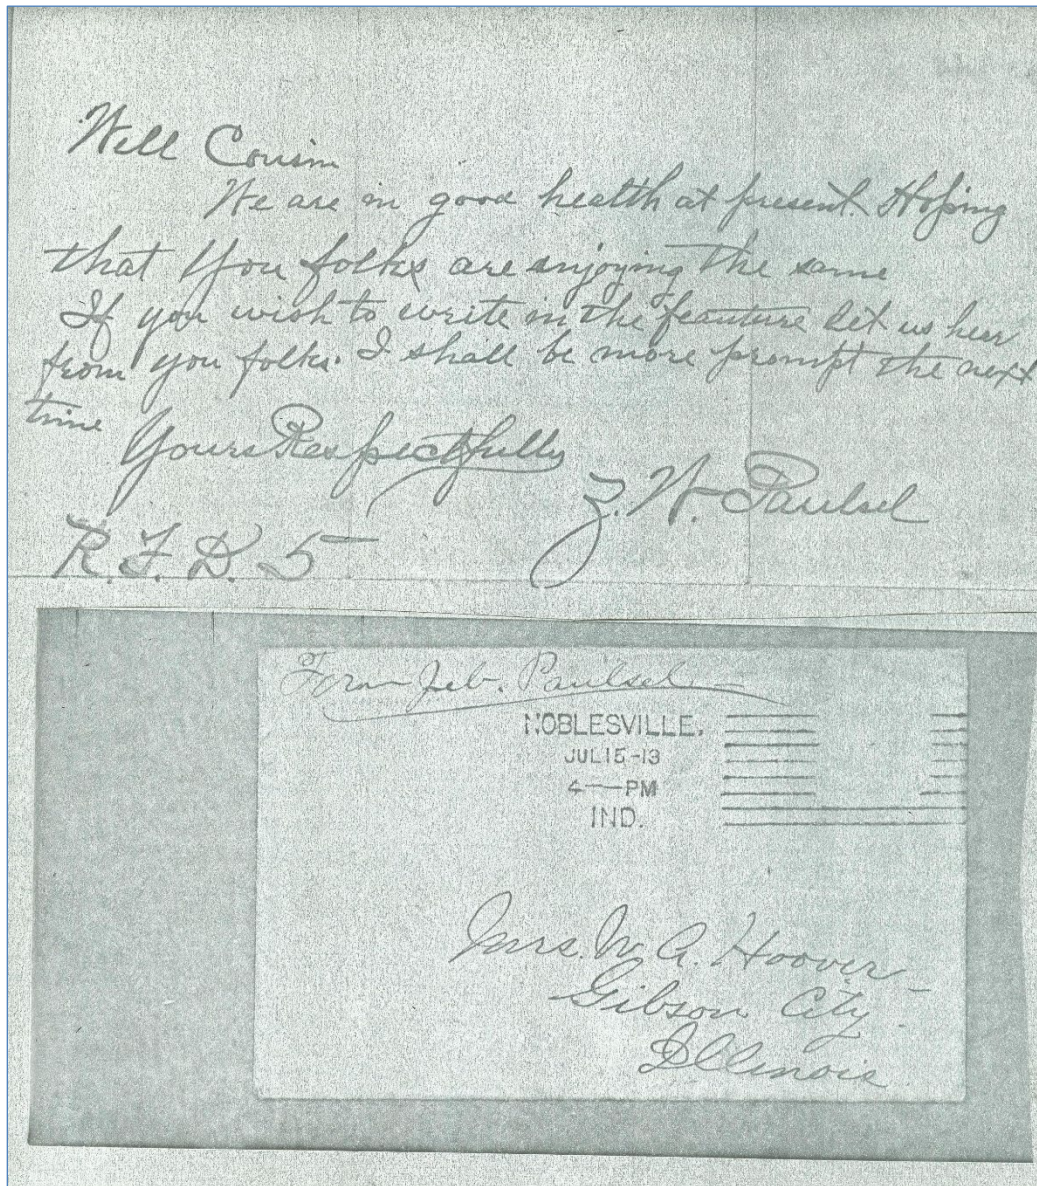 Well Cousin
We are in good health at present. Hoping
that you folks are enjoying the same
If you wish to write in the feauture let us hear
from you folks. I shall be more prompt the next
time
Yours Respectfully
Z. W. Paulsel
R.F.D. 5
From Zeb. Paulsel
NOBLESVILLE.
JUL 15-13
4--PM
IND.
Mrs. W. A. Hoover
Gibson City
Illinois